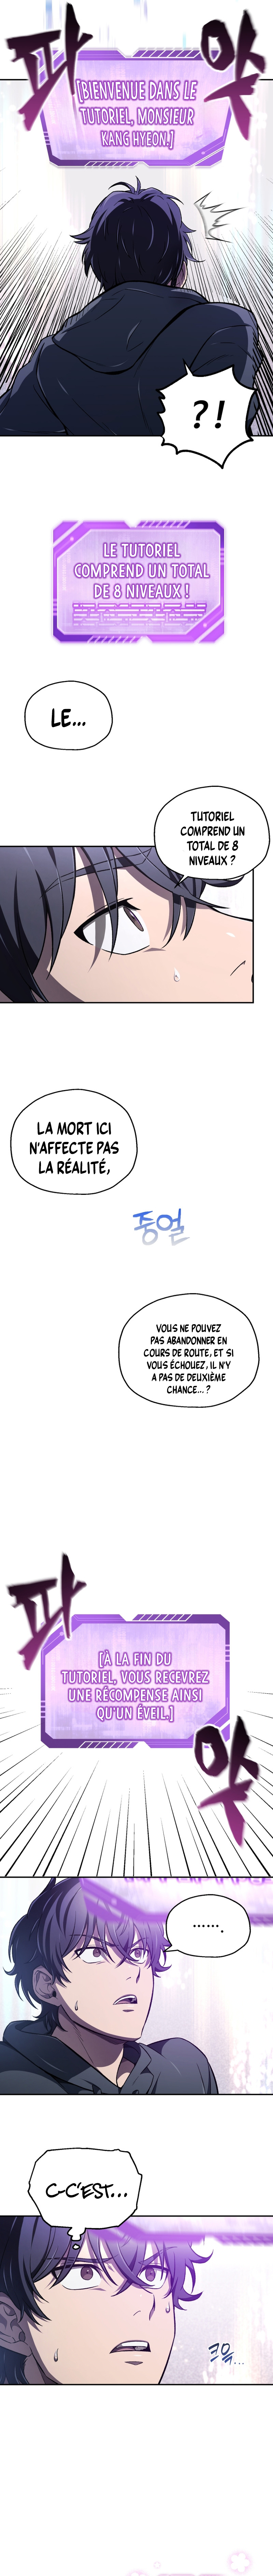 파
약
[BIENVENUE DANS LE
TUTORIEL, MONSIEUR
KANG HYEON.]
?!
LE TUTORIEL
COMPREND UN TOTAL
DE 8 NIVEAUX !
LE...
TUTORIEL
COMPREND UN
TOTAL DE 8
NIVEAUX ?
LA MORT ICI
N'AFFECTE PAS
LA RÉALITÉ,
중얼
VOUS NE POUVEZ
PAS ABANDONNER EN
COURS DE ROUTE, ET SI
VOUS ÉCHOUEZ, IL N'Y
A PAS DE DEUXIÈME
CHANCE... ?
파
[À LA FIN DU
TUTORIEL, VOUS RECEVREZ
UNE RÉCOMPENSE AINSI
QU'UN ÉVEIL.]
약
.......
C-C'EST...